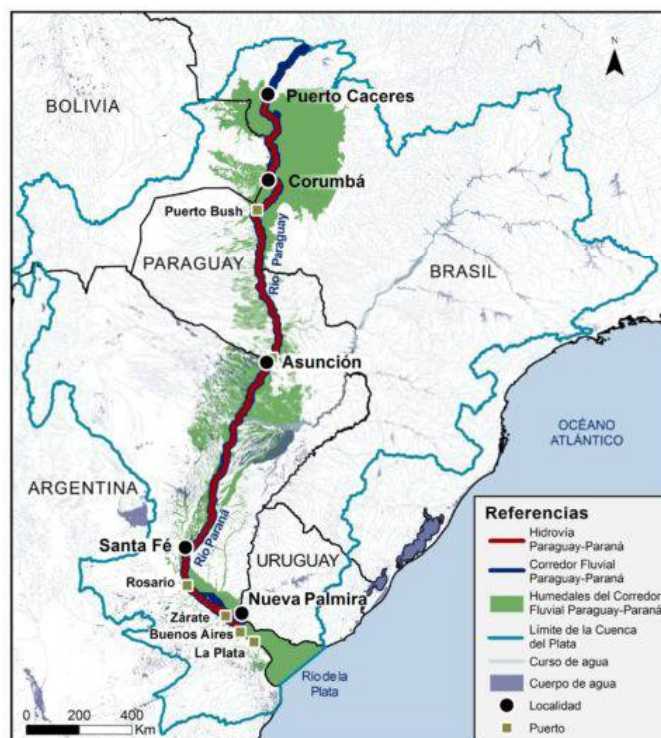 N
BOLIVIA
Puerto Caceres
Corumbá
Puerto Bush
Río Paraguay
PARAGUAY
BRASIL
Asunción
OCÉANO
ATLÁNTICO
ARGENTINA
Río Paraná
Santa Fé
URUGUAY
Rosario
Nueva Palmira
Zárate
Buenos Aires
La Plata
Río de la
Plata
Referencias
Hidrovía
Paraguay-Paraná
Corredor Fluvial
Paraguay-Paraná
Humedales del Corredor
Fluvial Paraguay-Paraná
Límite de la Cuenca
del Plata
Curso de agua
Cuerpo de agua
Localidad
Puerto
0 200 400
Km